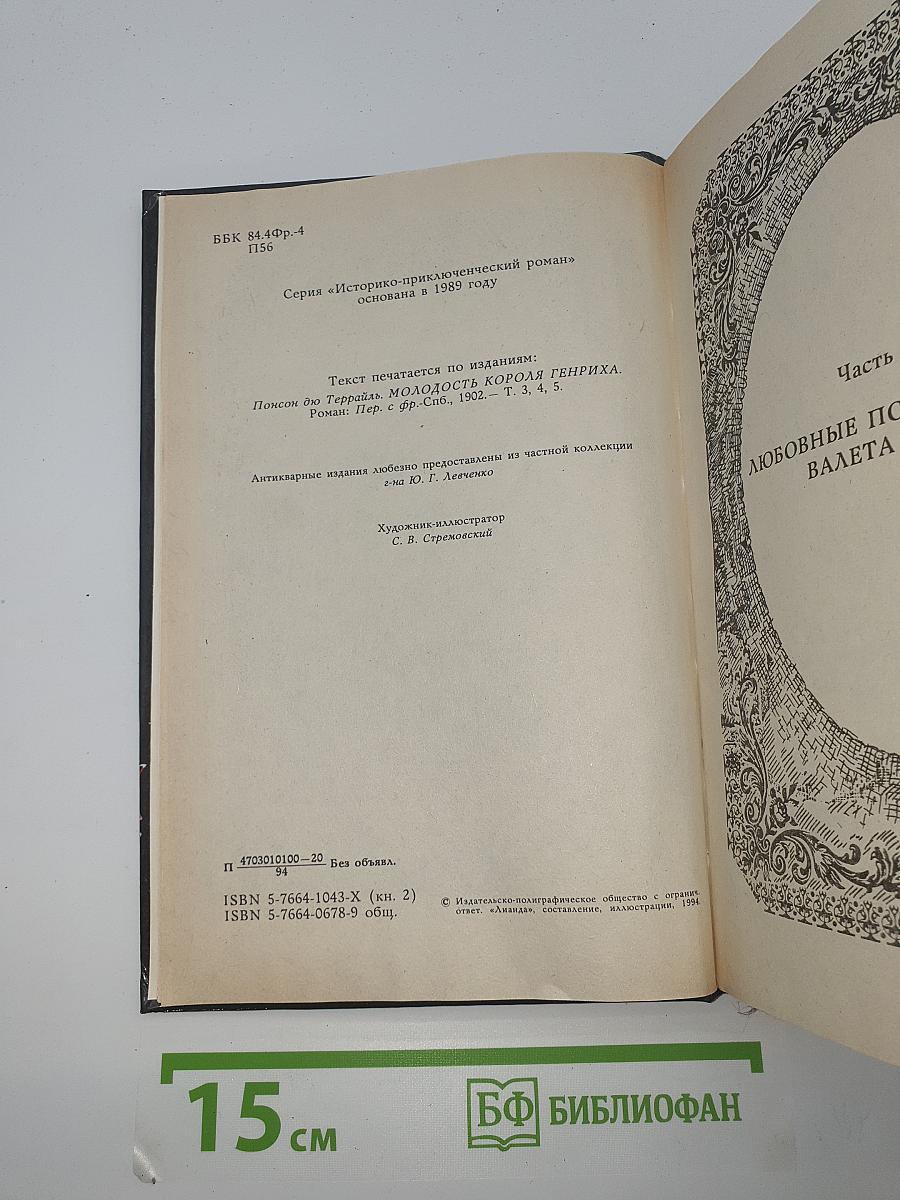 ББК 84.4Фр.-4
П56
Серия «Историко-приключенческий роман»
основана в 1989 году
Текст печатается по изданиям:
Понсон дю Террайль. МОЛОДОСТЬ КОРОЛЯ ГЕНРИХА.
Роман: Пер. с фр.-Спб., 1902.— Т. 3, 4, 5.
Антикварные издания любезно предоставлены из частной коллекции
г-на Ю. Г. Левченко
Художник-иллюстратор
С. В. Стремовский
П 4703010100—20
94
Без объявл.
ISBN 5-7664-1043-X (кн. 2)
ISBN 5-7664-0678-9 общ.
© Издательско-полиграфическое общество с огранич.
ответ. «Лианда», составление, иллюстрации, 1994
Часть
ЛЮБОВНЫЕ
ВАЛЕТА
15 см
БФ БИБЛИОФАН